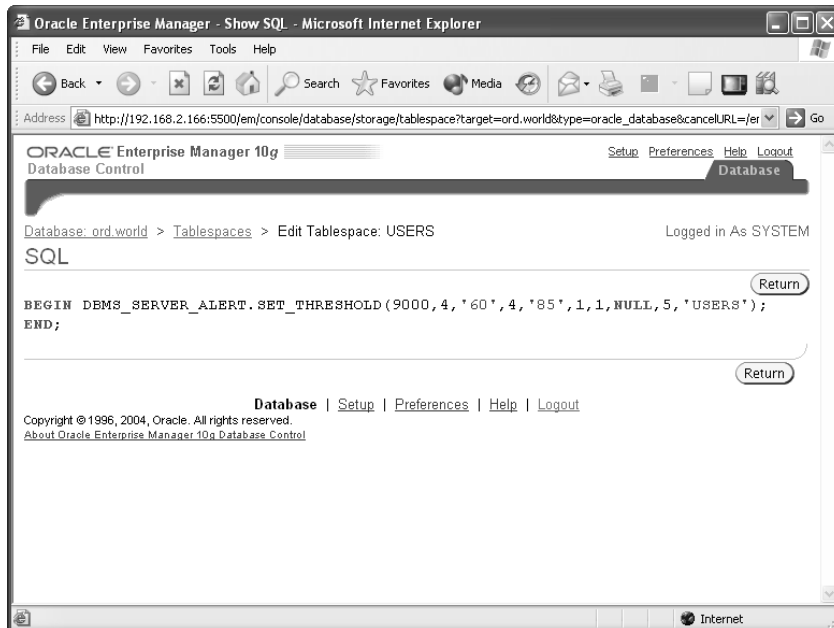 Oracle Enterprise Manager - Show SQL - Microsoft Internet Explorer
File Edit View Favorites Tools Help
Back Search Favorites Media
Address http://192.168.2.166:5500/em/console/database/storage/tablespace?target=ord.world&type=oracle_database&cancelURL=/er Go
ORACLE Enterprise Manager 10g
Setup Preferences Help Logout
Database Control
Database
Database: ord.world > Tablespaces > Edit Tablespace: USERS Logged in As SYSTEM
SQL
Return
BEGIN DBMS_SERVER_ALERT.SET_THRESHOLD(9000,4,'60',4,'85',1,1,NULL,5,'USERS');
END;
Return
Database | Setup | Preferences | Help | Logout
Copyright © 1996, 2004, Oracle. All rights reserved.
About Oracle Enterprise Manager 10g Database Control
Internet